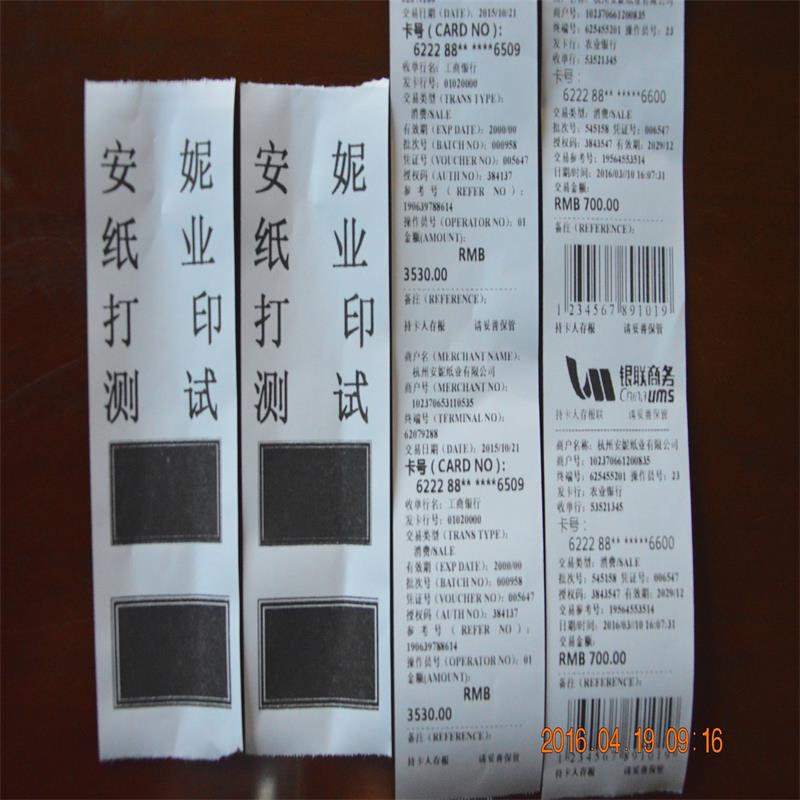 安 妮
纸 业
打 印
测 试
安 妮
纸 业
打 印
测 试
交易日期 (DATE): 2015/10/21
卡号 (CARD NO):
6222 88** ****6509
收单行名: 工商银行
发卡行号: 01020000
交易类型 (TRANS TYPE):
消费/SALE
有效期 (EXP DATE): 2000/00
批次号 (BATCH NO): 000958
凭证号 (VOUCHER NO): 005647
授权码 (AUTH NO): 384137
参 考 号 ( REFER NO ):
190639788614
操作员号 (OPERATOR NO): 01
金额(AMOUNT):
RMB
3530.00
备注 (REFERENCE):
持卡人存根 请妥善保管
商户名 (MERCHANT NAME):
杭州安妮纸业有限公司
商户号 (MERCHANT NO):
102370653110535
终端号 (TERMINAL NO):
62079288
交易日期 (DATE): 2015/10/21
卡号 (CARD NO):
6222 88** ****6509
收单行名: 工商银行
发卡行号: 01020000
交易类型 (TRANS TYPE):
消费/SALE
有效期 (EXP DATE): 2000/00
批次号 (BATCH NO): 000958
凭证号 (VOUCHER NO): 005647
授权码 (AUTH NO): 384137
参 考 号 ( REFER NO ):
190639788614
操作员号 (OPERATOR NO): 01
金额(AMOUNT):
RMB
3530.00
备注 (REFERENCE):
持卡人存根 请妥善保管
商户号: 102370661200835
终端号: 625455201 操作员号: 23
发卡行: 农业银行
收单行: 53521345
卡号:
6222 88** *****6600
交易类型: 消费/SALE
批次号: 545158 凭证号: 006547
授权码: 3843547 有效期: 2029/12
交易参考号: 19564553514
日期/时间: 2016/03//10 16:07:31
交易金额:
RMB 700.00
备注 (REFERENCE):
1 234567 891019
持卡人存根 请妥善保管
银联商务
China ums
持卡人存根联 请妥善保管
商户名称: 杭州安妮纸业有限公司
商户号: 102370661200835
终端号: 625455201 操作员号: 23
发卡行: 农业银行
收单行: 53521345
卡号:
6222 88** *****6600
交易类型: 消费/SALE
批次号: 545158 凭证号: 006547
授权码: 3843547 有效期: 2029/12
交易参考号: 19564553514
日期/时间: 2016/03//10 16:07:31
交易金额:
RMB 700.00
备注 (REFERENCE):
1 234567 891019
持卡人存根 请妥善保管
2016.04.19 09:16